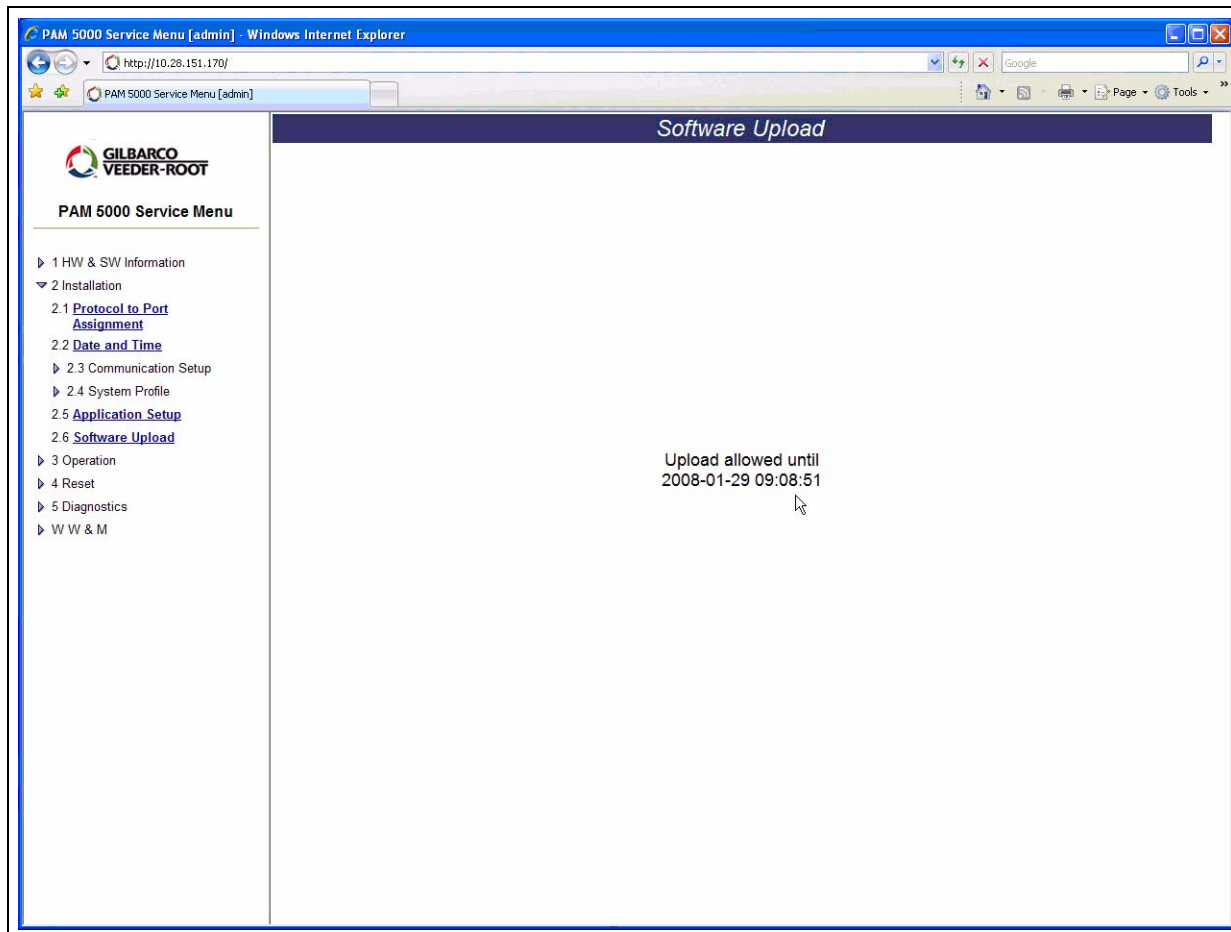 PAM 5000 Service Menu [admin] - Windows Internet Explorer
http://10.28.151.170/
Google
PAM 5000 Service Menu [admin]
Page
Tools
»
GILBARCO
VEEDER-ROOT
PAM 5000 Service Menu
1 HW & SW Information
2 Installation
2.1 Protocol to Port
Assignment
2.2 Date and Time
2.3 Communication Setup
2.4 System Profile
2.5 Application Setup
2.6 Software Upload
3 Operation
4 Reset
5 Diagnostics
W W & M
Software Upload
Upload allowed until
2008-01-29 09:08:51